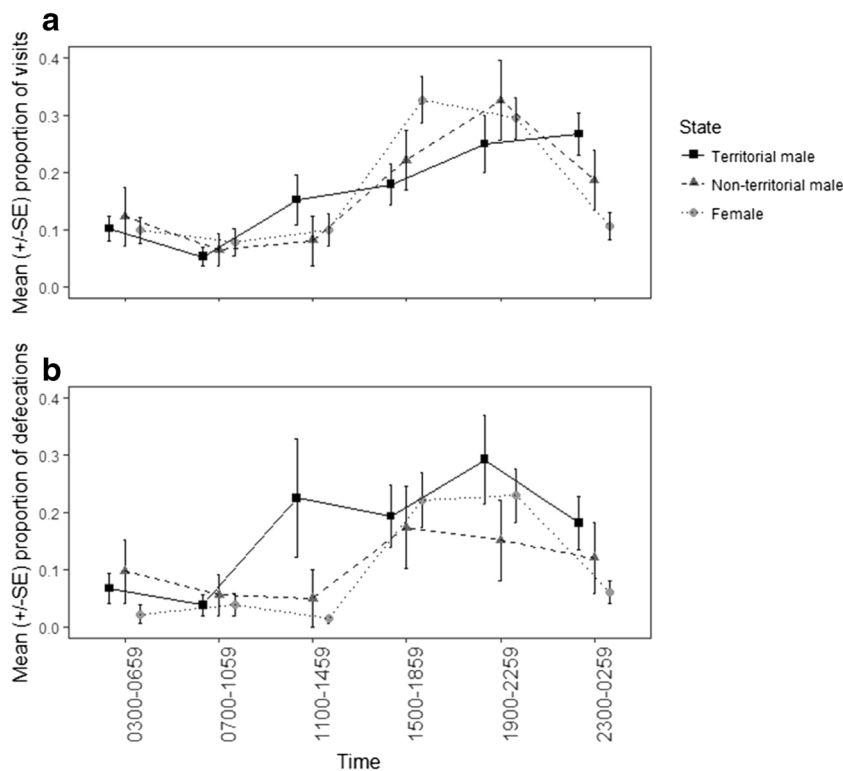 a
Mean (+/-SE) proportion of visits
0.4
0.3
0.2
0.1
0.0
State
Territorial male
Non-territorial male
Female
b
Mean (+/-SE) proportion of defecations
0.4
0.3
0.2
0.1
0.0
0300-0659
0700-1059
1100-1459
1500-1859
1900-2259
2300-0259
Time